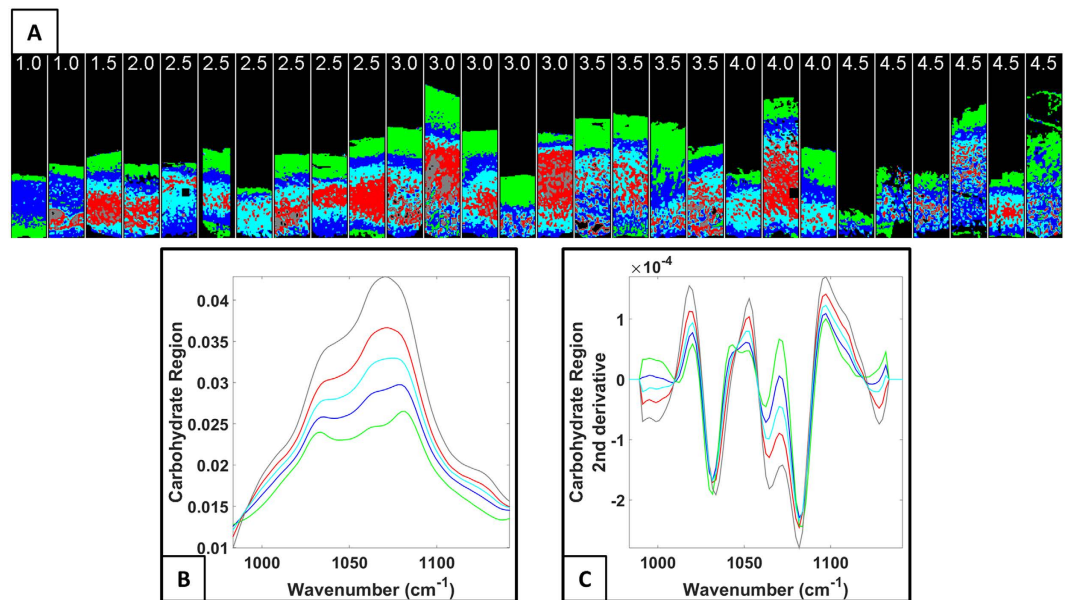 A
1.0 1.0 1.5 2.0 2.5 2.5 2.5 2.5 2.5 2.5 3.0 3.0 3.0 3.0 3.0 3.5 3.5 3.5 3.5 4.0 4.0 4.0 4.5 4.5 4.5 4.5 4.5 4.5
Carbohydrate Region
0.04
0.035
0.03
0.025
0.02
0.015
0.01
1000 1050 1100
Wavenumber (cm⁻¹)
B
Carbohydrate Region
2nd derivative
×10⁻⁴
1
0
-1
-2
1000 1050 1100
Wavenumber (cm⁻¹)
C